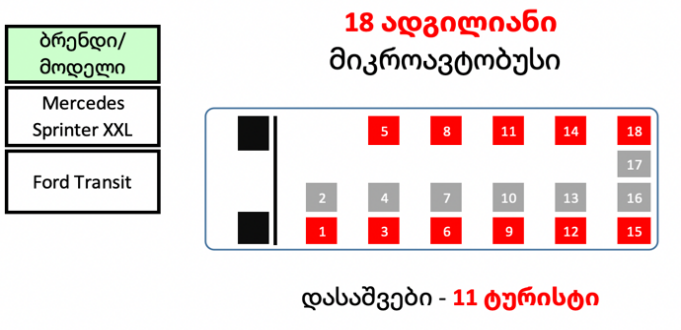 18 ადგილიანი
მიკროავტობუსი
ბრენდი/
მოდელი
Mercedes
Sprinter XXL
Ford Transit
5 8 11 14 18
17
2 4 7 10 13 16
1 3 6 9 12 15
დასაშვები - 11 ტურისტი